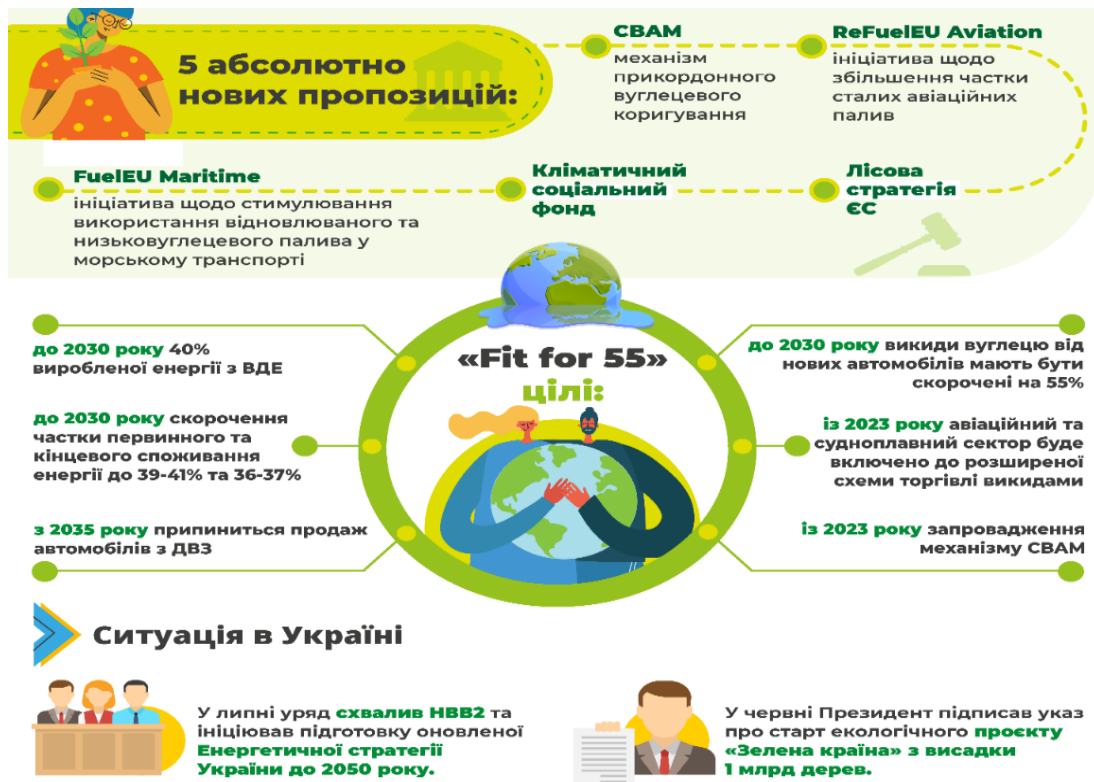 5 абсолютно
нових пропозицій:
СВАМ
механізм
прикордонного
вуглецевого
коригування
ReFuelEU Aviation
ініціатива щодо
збільшення частки
сталих авіаційних
палив
Лісова
стратегія
ЄС
Кліматичний
соціальний
фонд
FuelEU Maritime
ініціатива щодо стимулювання
використання відновлюваного та
низьковуглецевого палива у
морському транспорті
«Fit for 55»
цілі:
до 2030 року 40%
виробленої енергії з ВДЕ
до 2030 року скорочення
частки первинного та
кінцевого споживання
енергії до 39-41% та 36-37%
з 2035 року припиниться продаж
автомобілів з ДВЗ
до 2030 року викиди вуглецю від
нових автомобілів мають бути
скорочені на 55%
із 2023 року авіаційний та
судноплавний сектор буде
включено до розширеної
схеми торгівлі викидами
із 2023 року запровадження
механізму СВАМ
Ситуація в Україні
У липні уряд схвалив НВВ2 та
ініціював підготовку оновленої
Енергетичної стратегії
України до 2050 року.
У червні Президент підписав указ
про старт екологічного проєкту
«Зелена країна» з висадки
1 млрд дерев.